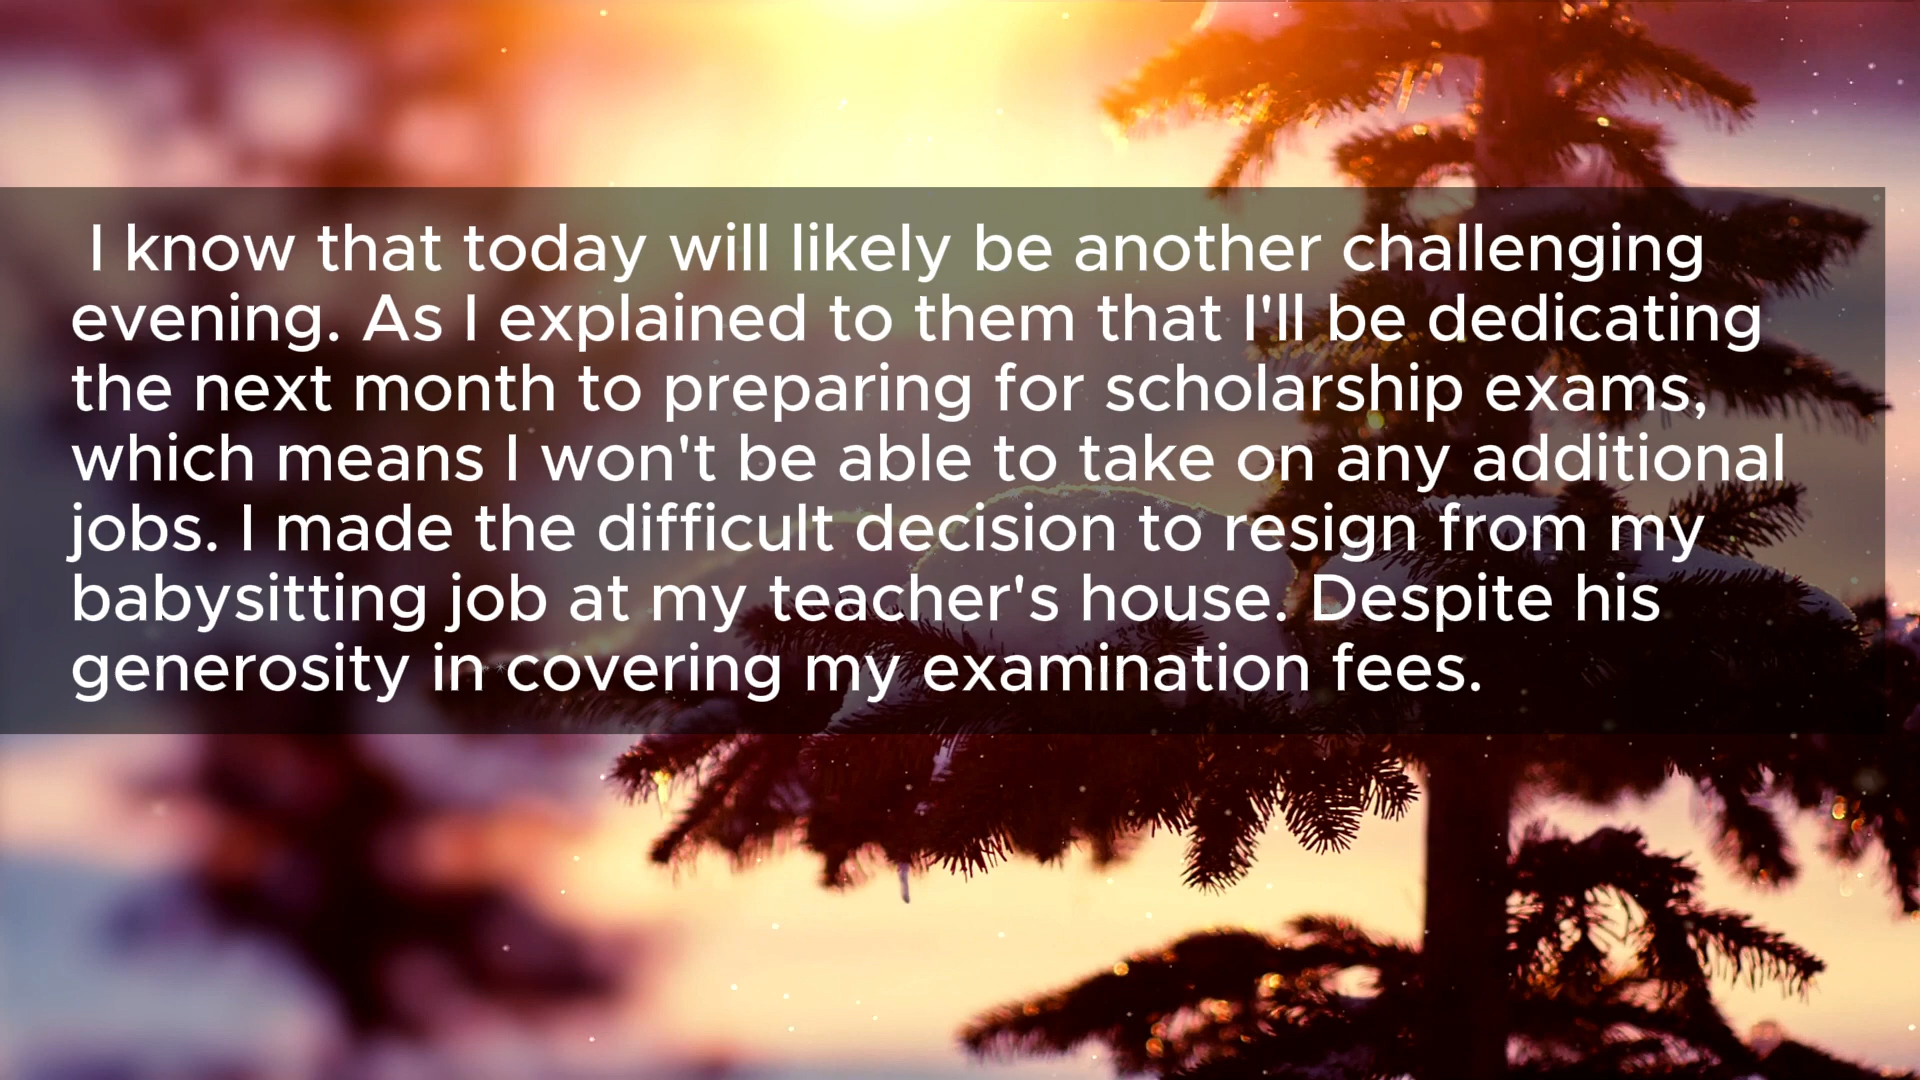 I know that today will likely be another challenging
evening. As I explained to them that I'll be dedicating
the next month to preparing for scholarship exams,
which means I won't be able to take on any additional
jobs. I made the difficult decision to resign from my
babysitting job at my teacher's house. Despite his
generosity in covering my examination fees.